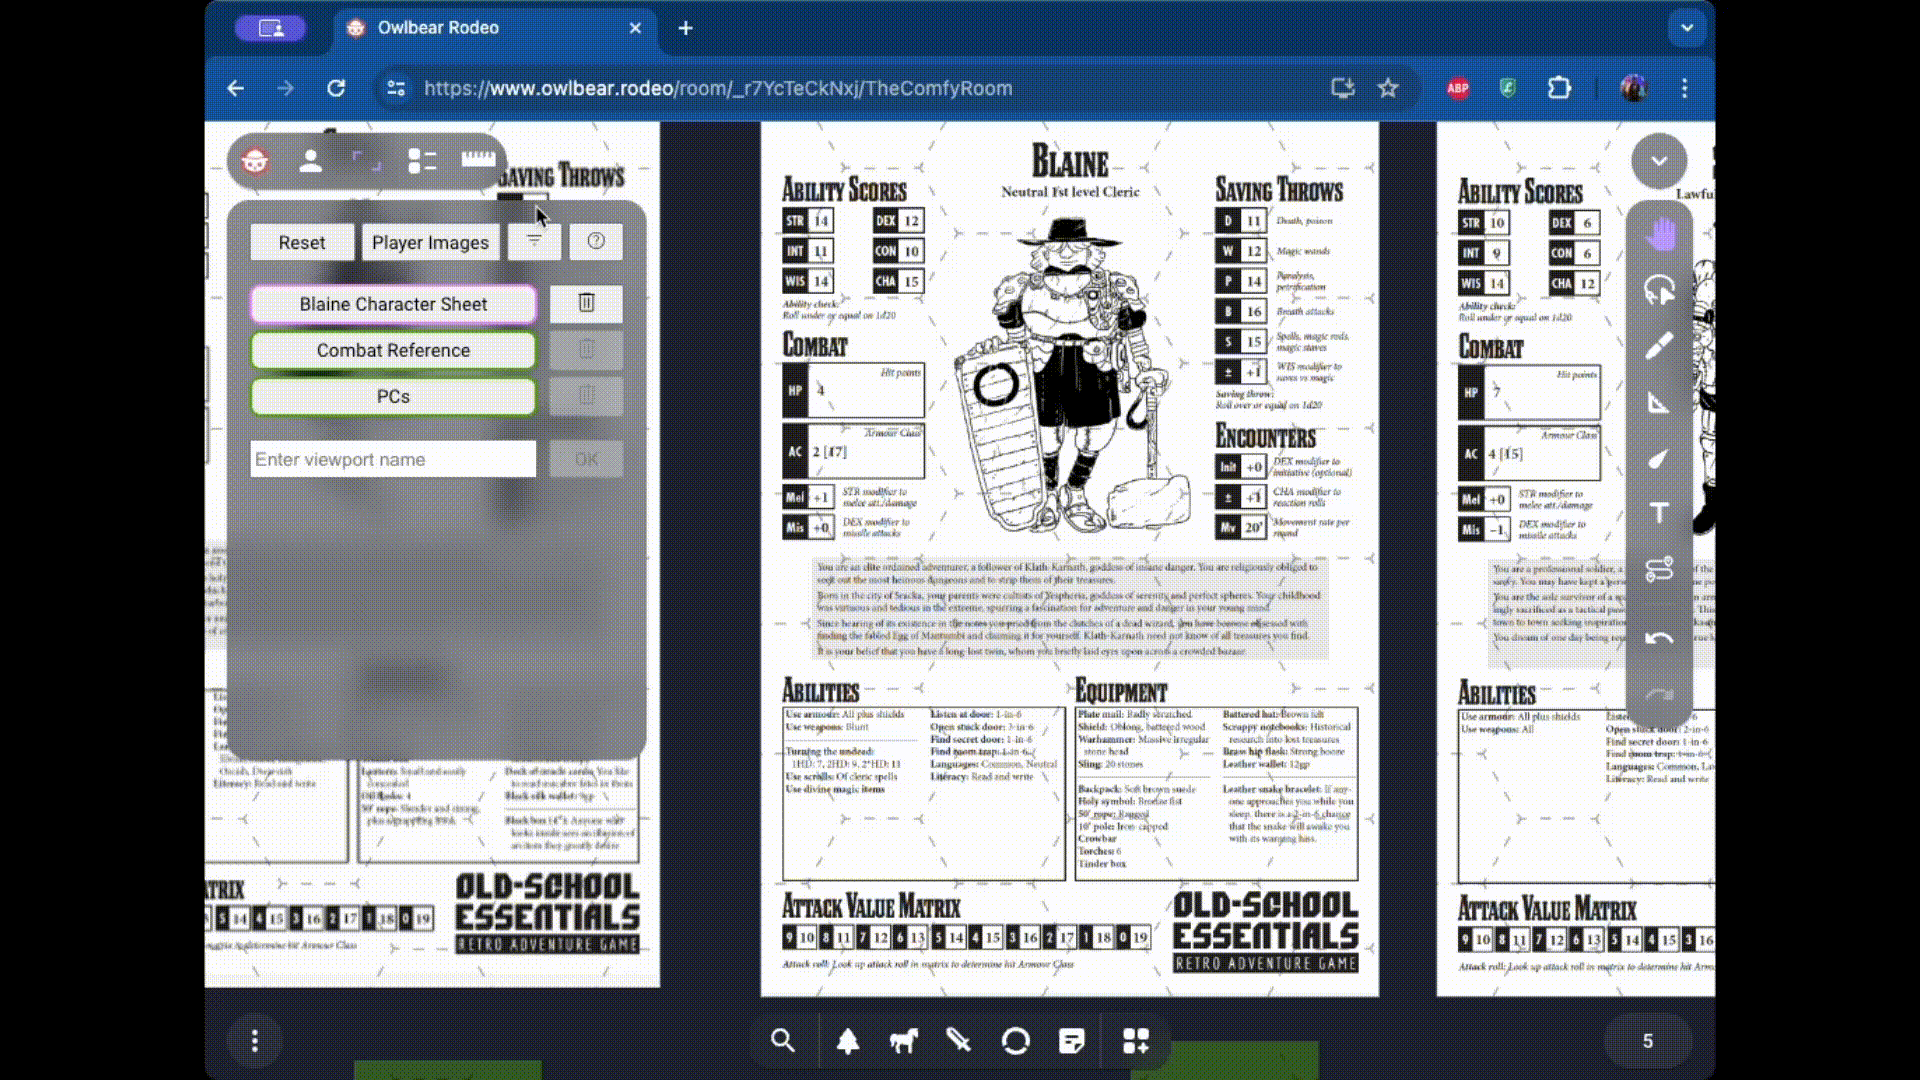 Owlbear Rodeo
https://www.owlbear.rodeo/room/_r7YcTeCkNxj/TheComfyRoom
ABP
SAVING THROWS
Reset
Player Images
Blaine Character Sheet
Combat Reference
PCs
Enter viewport name
OK
Literacy: Read and write
TRIX
5 14 4 15 3 16 2 17 1 18 0 19
OLD-SCHOOL
ESSENTIALS
RETRO ADVENTURE GAME
BLAINE
Neutral 1st level Cleric
ABILITY SCORES
STR 14 DEX 12
INT 11 CON 10
WIS 14 CHA 15
Ability check:
Roll under or equal on 1d20
COMBAT
Hit points
HP 4
Armour Class
AC 2 [17]
Mel +1 STR modifier to
melee att./damage
Mis +0 DEX modifier to
missile attacks
SAVING THROWS
D 11 Death, poison
W 12 Magic wands
P 14 Paralysis,
petrification
B 16 Breath attacks
S 15 Spells, magic rods,
magic staves
± +1 WIS modifier to
saves vs magic
Saving throw:
Roll over or equal on 1d20
ENCOUNTERS
Init +0 DEX modifier to
initiative (optional)
± +1 CHA modifier to
reaction rolls
Mv 20' Movement rate per
round
You are an elite ordained adventurer, a follower of Klath-Karnath, goddess of insane danger. You are religiously obliged to
seek out the most heinous dungeons and to strip them of their treasures.
Born in the city of Sracka, your parents were cultists of Yespheria, goddess of serenity and perfect spheres. Your childhood
was virtuous and tedious in the extreme, spurring a fascination for adventure and danger in your young mind.
Since hearing of its existence in the notes you pried from the clutches of a dead wizard, you have become obsessed with
finding the fabled Egg of Mantumbi and claiming it for yourself. Klath-Karnath need not know of all treasures you find.
It is your belief that you have a long-lost twin, whom you briefly laid eyes upon across a crowded bazaar.
ABILITIES
Use armour: All plus shields
Use weapons: Blunt
Turning the undead:
1HD: 7, 2HD: 9, 2*HD: 11
Use scrolls: Of cleric spells
Use divine magic items
Listen at door: 1-in-6
Open stuck door: 3-in-6
Find secret door: 1-in-6
Find room trap: 1-in-6
Languages: Common, Neutral
Literacy: Read and write
EQUIPMENT
Plate mail: Badly scratched
Shield: Oblong, battered wood
Warhammer: Massive irregular
stone head
Sling: 20 stones
Backpack: Soft brown suede
Holy symbol: Bronze fist
50' rope: Ragged
10' pole: Iron-capped
Crowbar
Torches: 6
Tinder box
Battered hat: Brown felt
Scrappy notebooks: Historical
research into lost treasures
Brass hip flask: Strong booze
Leather wallet: 12gp
Leather snake bracelet: If any-
one approaches you while you
sleep, there is a 2-in-6 chance
that the snake will awake you
with its warning hiss.
ATTACK VALUE MATRIX
9 10 8 11 7 12 6 13 5 14 4 15 3 16 2 17 1 18 0 19
Attack roll: Look up attack roll in matrix to determine hit Armour Class
OLD-SCHOOL
ESSENTIALS
RETRO ADVENTURE GAME
Lawfu
ABILITY SCORES
STR 10 DEX 6
INT 9 CON 6
WIS 14 CHA 12
Ability check:
Roll under or equal on 1d20
COMBAT
Hit points
HP 7
Armour Class
AC 4 [15]
Mel +0 STR modifier to
melee att./damage
Mis -1 DEX modifier to
missile attacks
You are a professional soldier, a
You are the sole survivor of a
ingly sacrificed as a tactical
town to town seeking inspiration
You dream of one day being
ABILITIES
Use armour: All plus shields
Use weapons: All
Open stuck door: 2-in-6
Find secret door: 1-in-6
Find room trap: 1-in-6
Languages: Common, La
Literacy: Read and write
ATTACK VALUE MATRIX
9 10 8 11 7 12 6 13 5 14 4 15 3 16
Attack roll: Look up attack roll in matrix to determine hit Armo
T
5